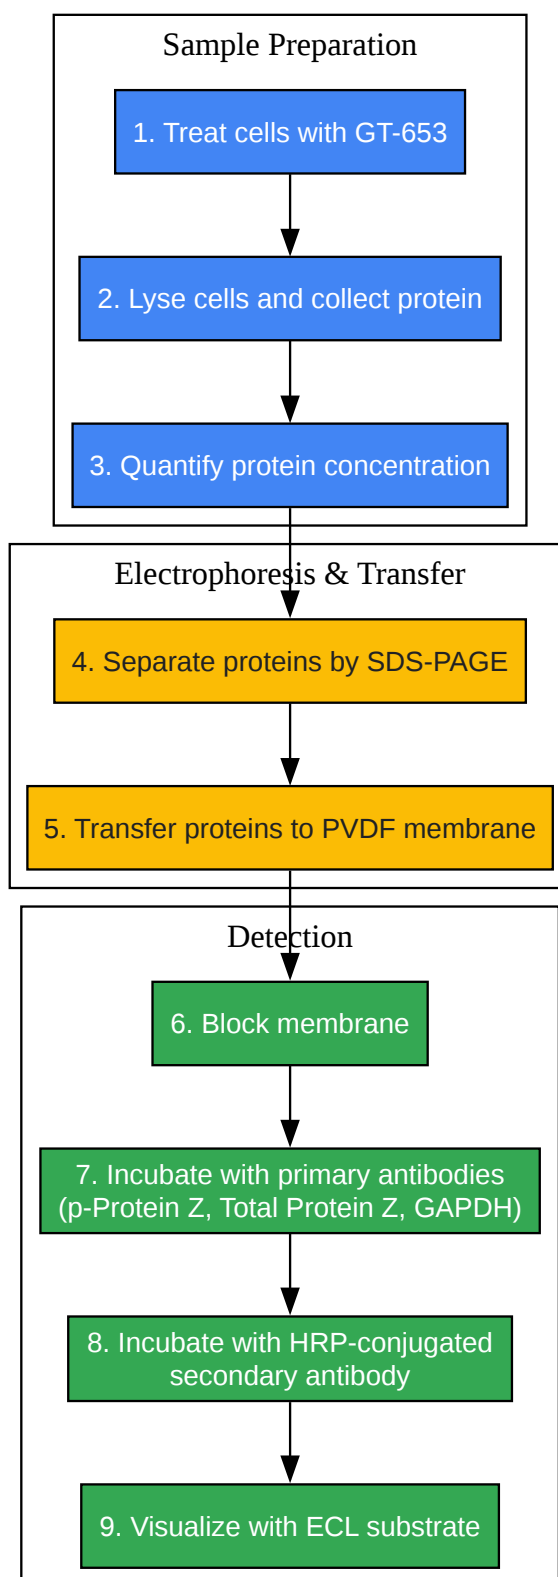 Sample Preparation
1. Treat cells with GT-653
2. Lyse cells and collect protein
3. Quantify protein concentration
Electrophoresis & Transfer
4. Separate proteins by SDS-PAGE
5. Transfer proteins to PVDF membrane
Detection
6. Block membrane
7. Incubate with primary antibodies
(p-Protein Z, Total Protein Z, GAPDH)
8. Incubate with HRP-conjugated
secondary antibody
9. Visualize with ECL substrate